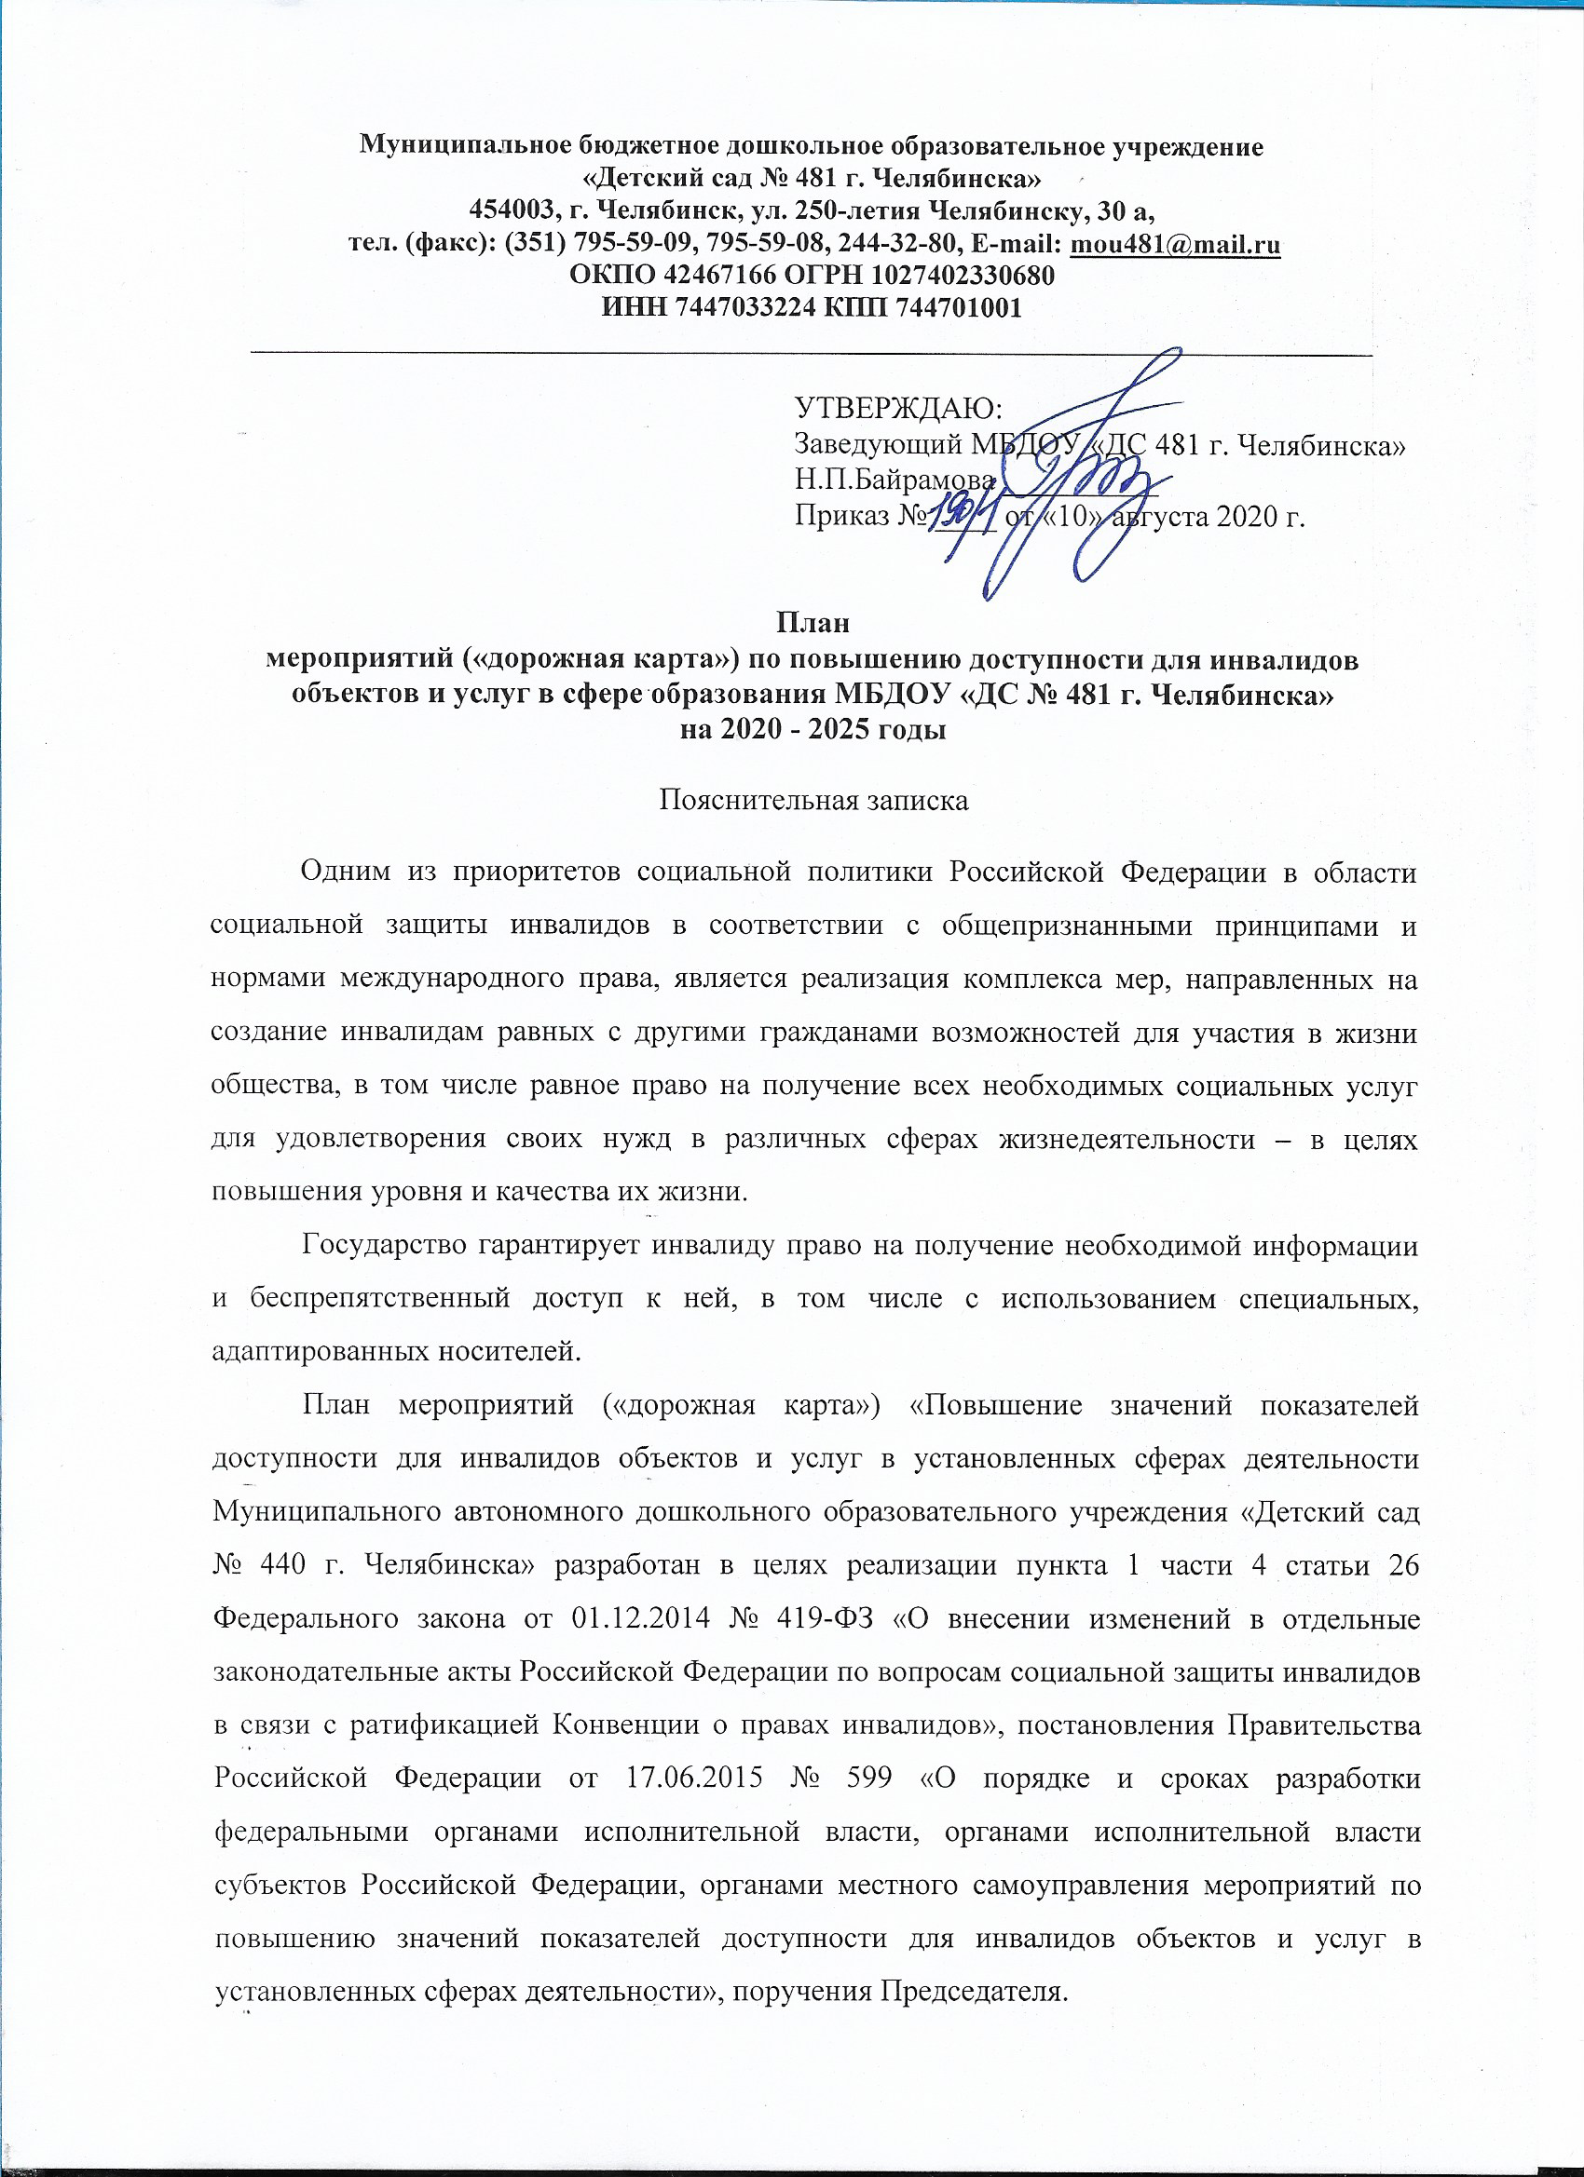 Муниципальное бюджетное дошкольное образовательное учреждение
«Детский сад № 481 г. Челябинска»
454003, г. Челябинск, ул. 250-летия Челябинску, 30 а,
тел. (факс): (351) 795-59-09, 795-59-08, 244-32-80, E-mail: mou481@mail.ru
ОКПО 42467166 ОГРН 1027402330680
ИНН 7447033224 КПП 744701001
УТВЕРЖДАЮ:
Заведующий МБДОУ «ДС 481 г. Челябинска»
Н.П.Байрамова
Приказ № 190/1 от «10» августа 2020 г.
План
мероприятий («дорожная карта») по повышению доступности для инвалидов
объектов и услуг в сфере образования МБДОУ «ДС № 481 г. Челябинска»
на 2020 - 2025 годы
Пояснительная записка
Одним из приоритетов социальной политики Российской Федерации в области
социальной защиты инвалидов в соответствии с общепризнанными принципами и
нормами международного права, является реализация комплекса мер, направленных на
создание инвалидам равных с другими гражданами возможностей для участия в жизни
общества, в том числе равное право на получение всех необходимых социальных услуг
для удовлетворения своих нужд в различных сферах жизнедеятельности – в целях
повышения уровня и качества их жизни.
Государство гарантирует инвалиду право на получение необходимой информации
и беспрепятственный доступ к ней, в том числе с использованием специальных,
адаптированных носителей.
План мероприятий («дорожная карта») «Повышение значений показателей
доступности для инвалидов объектов и услуг в установленных сферах деятельности
Муниципального автономного дошкольного образовательного учреждения «Детский сад
№ 440 г. Челябинска» разработан в целях реализации пункта 1 части 4 статьи 26
Федерального закона от 01.12.2014 № 419-ФЗ «О внесении изменений в отдельные
законодательные акты Российской Федерации по вопросам социальной защиты инвалидов
в связи с ратификацией Конвенции о правах инвалидов», постановления Правительства
Российской Федерации от 17.06.2015 № 599 «О порядке и сроках разработки
федеральными органами исполнительной власти, органами исполнительной власти
субъектов Российской Федерации, органами местного самоуправления мероприятий по
повышению значений показателей доступности для инвалидов объектов и услуг в
установленных сферах деятельности», поручения Председателя.